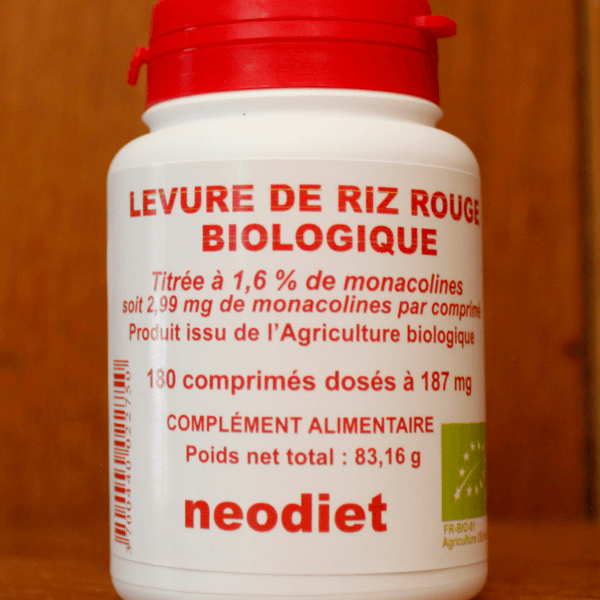 LEVURE DE RIZ ROUGE
BIOLOGIQUE
Titrée à 1,6 % de monacolines
soit 2,99 mg de monacolines par comprimé
Produit issu de l'Agriculture biologique
180 comprimés dosés à 187 mg
COMPLÉMENT ALIMENTAIRE
Poids net total : 83,16 g
neodiet
3700440022750
FR-BIO-01
Agriculture